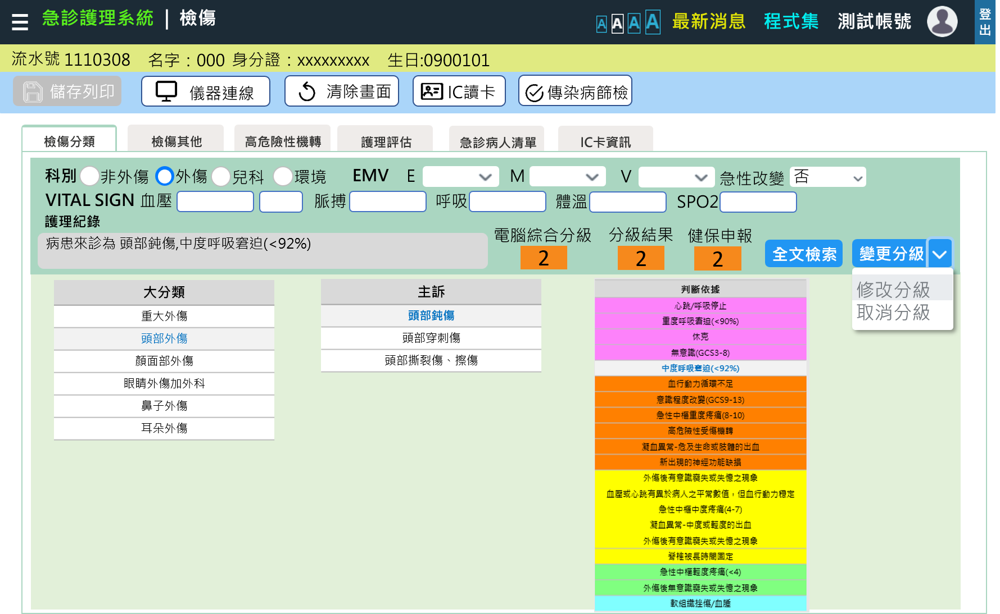 急診護理系統 | 檢傷
A A A A 最新消息 程式集 測試帳號 登出
流水號 1110308 名字：000 身分證：xxxxxxxxx 生日:0900101
儲存列印 儀器連線 清除畫面 IC讀卡 傳染病篩檢
檢傷分類 檢傷其他 高危險性機轉 護理評估 急診病人清單 IC卡資訊
科別 非外傷 外傷 兒科 環境 EMV E M V 急性改變 否
VITAL SIGN 血壓 脈搏 呼吸 體溫 SPO2
護理紀錄
病患來診為 頭部鈍傷,中度呼吸窘迫(<92%)
電腦綜合分級 分級結果 健保申報
2 2 2
全文檢索 變更分級
修改分級
取消分級
大分類
重大外傷
頭部外傷
顏面部外傷
眼睛外傷加外科
鼻子外傷
耳朵外傷
主訴
頭部鈍傷
頭部穿刺傷
頭部撕裂傷、擦傷
判斷依據
心跳/呼吸停止
重度呼吸窘迫(<90%)
休克
無意識(GCS3-8)
中度呼吸窘迫(<92%)
血行動力循環不足
意識程度改變(GCS9-13)
急性中樞重度疼痛(8-10)
高危險性受傷機轉
凝血異常-危及生命或肢體的出血
新出現的神經功能缺損
外傷後有意識喪失或失憶之現象
血壓或心跳有異於病人之平常數值，但血行動力穩定
急性中樞中度疼痛(4-7)
凝血異常-中度或輕度的出血
外傷後有意識喪失或失憶之現象
脊椎被長時間固定
急性中樞輕度疼痛(<4)
外傷後無意識喪失或失憶之現象
軟組織挫傷/血腫